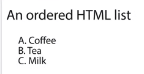 An ordered HTML list
A. Coffee
B. Tea
C. Milk